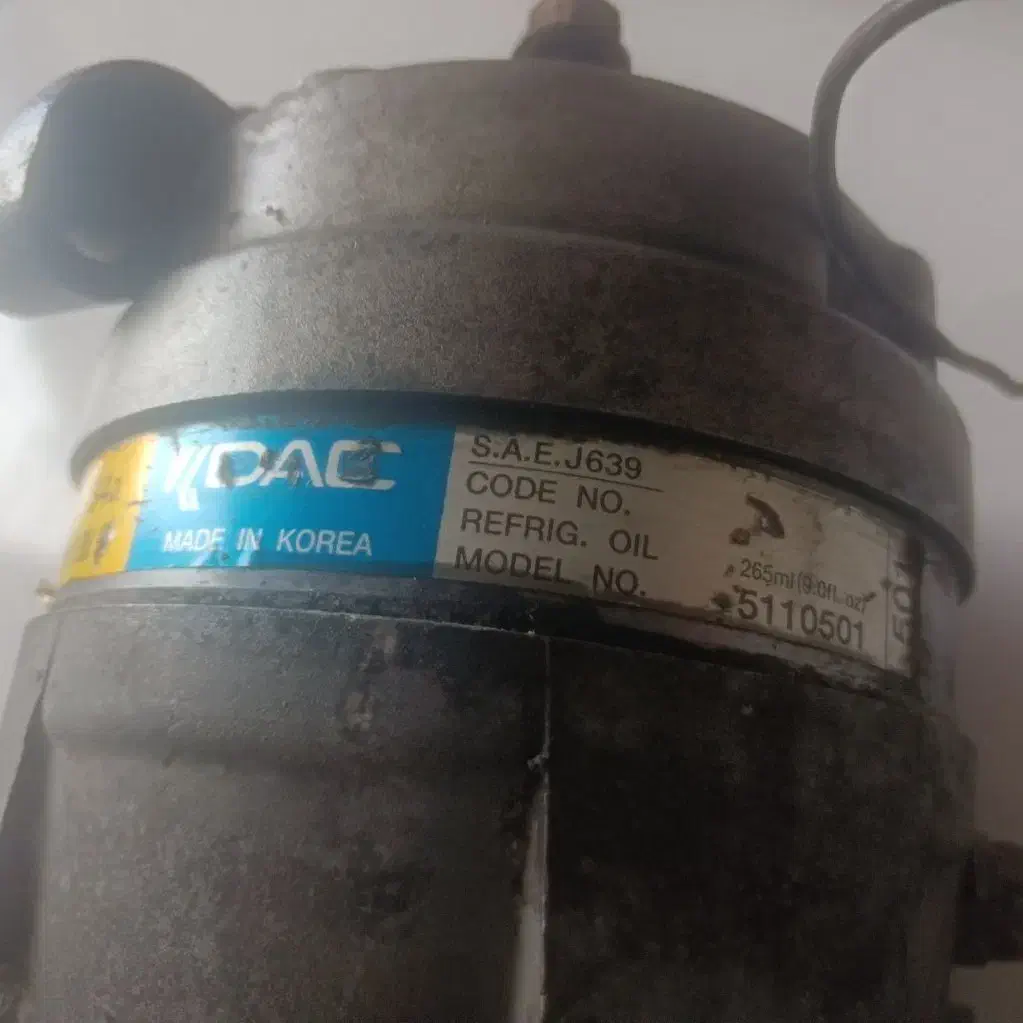 KDAC
MADE IN KOREA
S.A.E.J639
CODE NO.
REFRIG. OIL 265ml (9.0fl. oz)
MODEL NO. 5110501